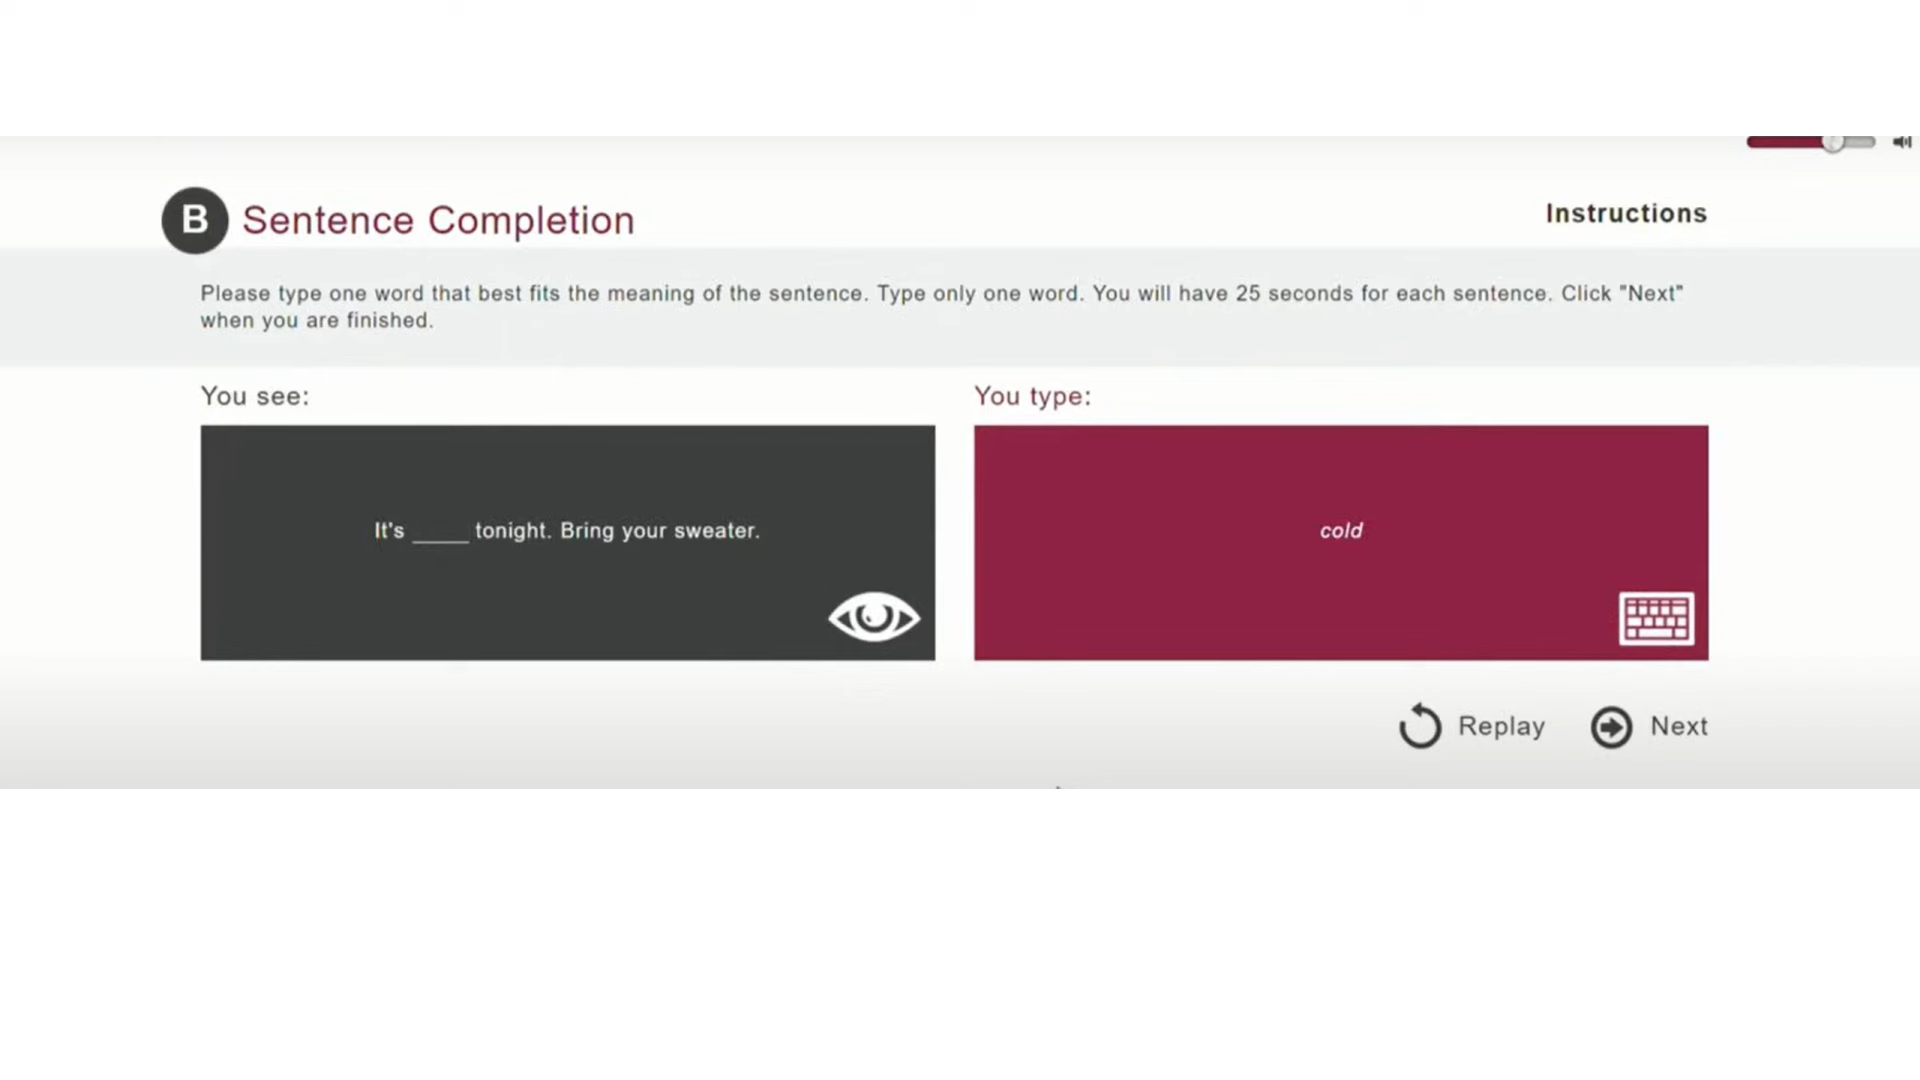 B Sentence Completion
Instructions
Please type one word that best fits the meaning of the sentence. Type only one word. You will have 25 seconds for each sentence. Click "Next"
when you are finished.
You see:
You type:
It's _____ tonight. Bring your sweater.
cold
Replay
Next